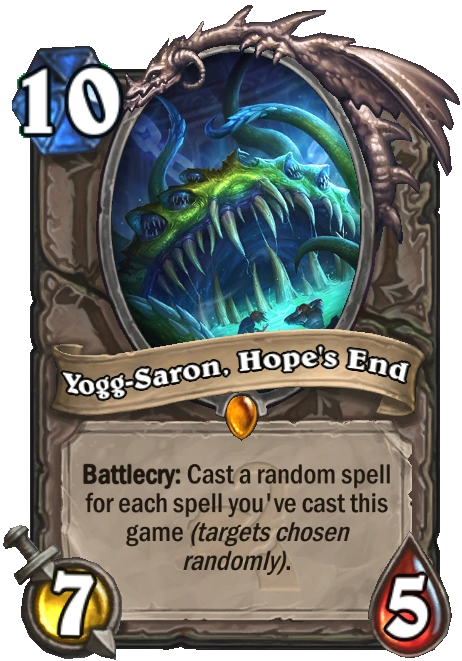 10
Yogg-Saron, Hope's End
Battlecry: Cast a random spell
for each spell you've cast this
game (targets chosen
randomly).
7
5